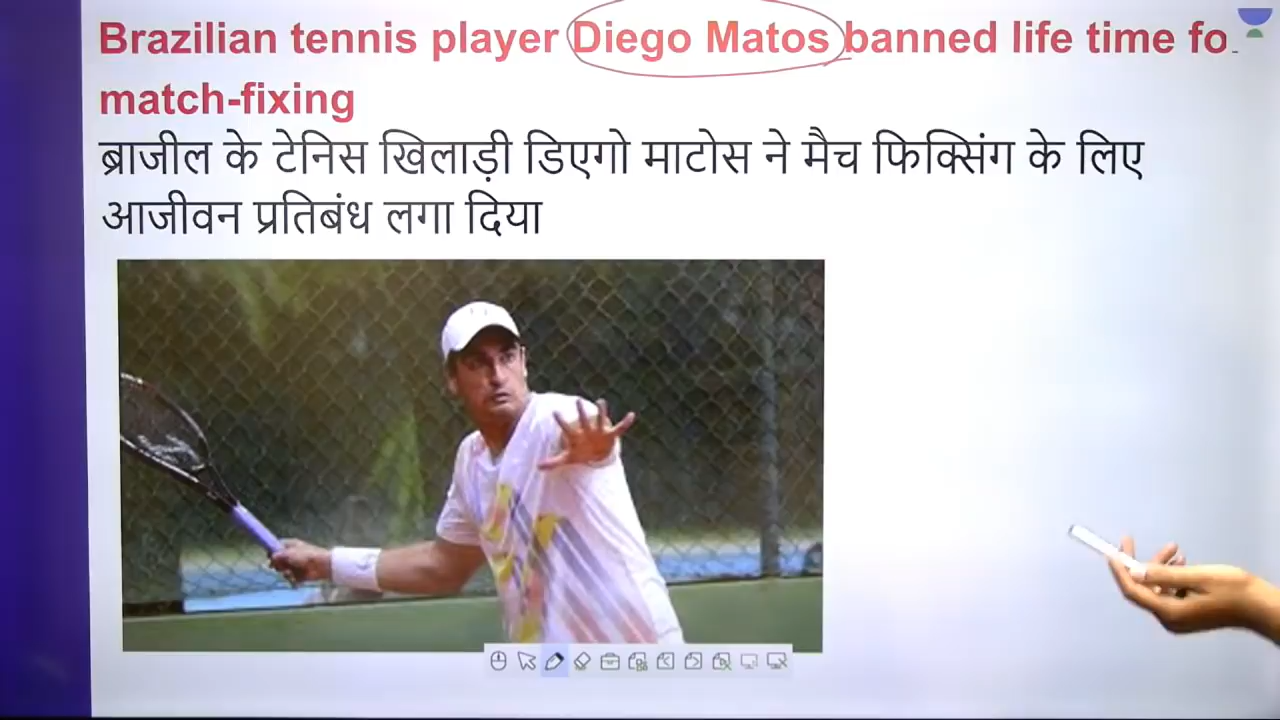 Brazilian tennis player Diego Matos banned life time fo
match-fixing
ब्राजील के टेनिस खिलाड़ी डिएगो माटोस ने मैच फिक्सिंग के लिए
आजीवन प्रतिबंध लगा दिया